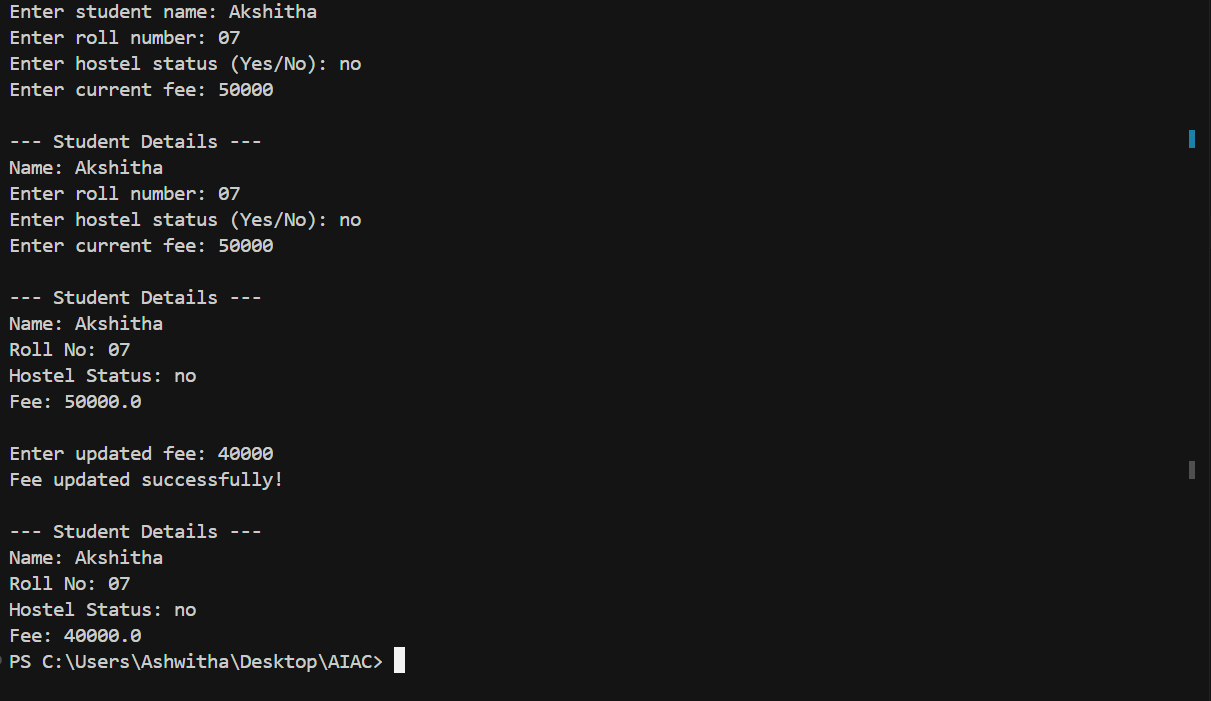 Enter student name: Akshitha
Enter roll number: 07
Enter hostel status (Yes/No): no
Enter current fee: 50000

--- Student Details ---
Name: Akshitha
Enter roll number: 07
Enter hostel status (Yes/No): no
Enter current fee: 50000

--- Student Details ---
Name: Akshitha
Roll No: 07
Hostel Status: no
Fee: 50000.0

Enter updated fee: 40000
Fee updated successfully!

--- Student Details ---
Name: Akshitha
Roll No: 07
Hostel Status: no
Fee: 40000.0
PS C:\Users\Ashwitha\Desktop\AIAC>